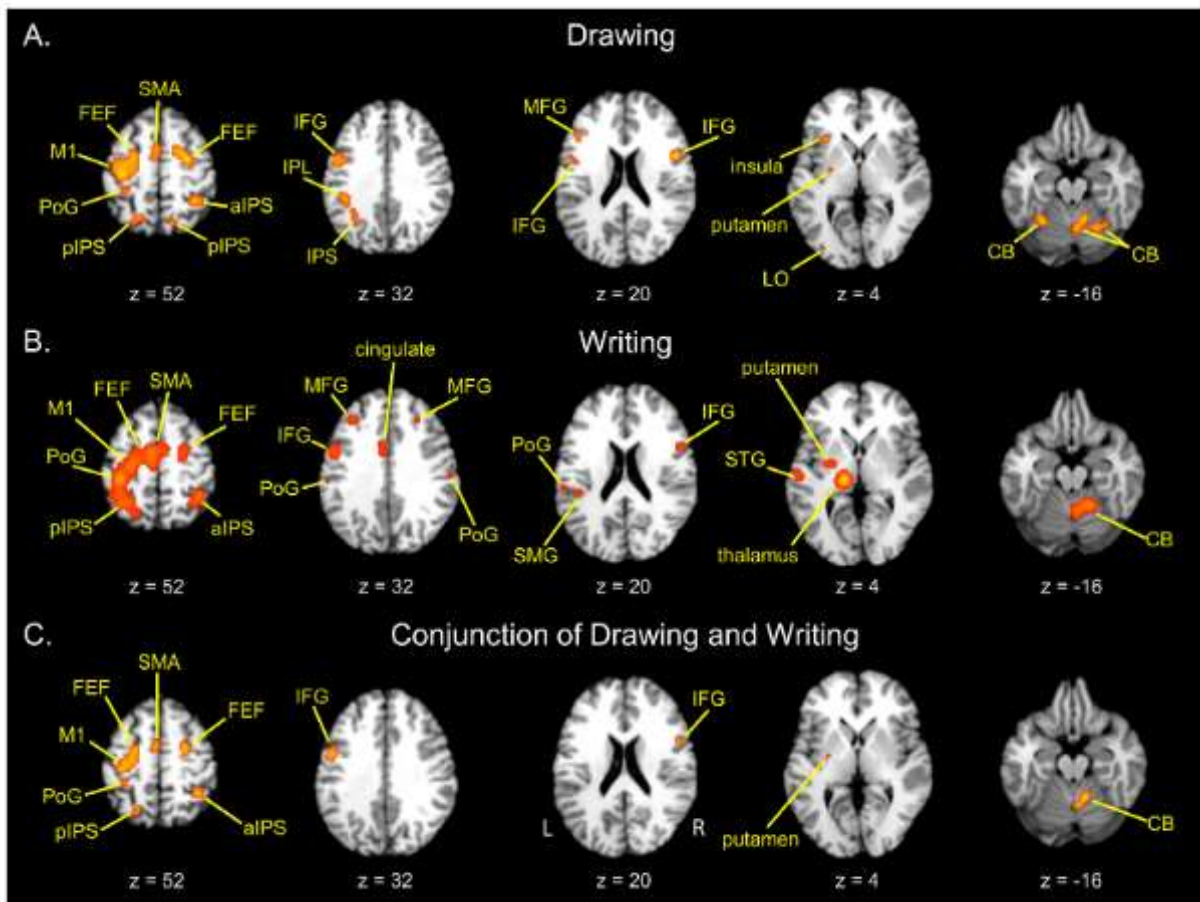 A. Drawing
SMA
FEF FEF
M1
PoG aIPS
pIPS pIPS
z = 52
IFG
IPL
IPS
z = 32
MFG IFG
IFG
z = 20
insula
putamen
LO
z = 4
CB CB
z = -16
B. Writing
SMA
FEF FEF
M1
PoG
pIPS aIPS
z = 52
cingulate
MFG MFG
IFG
PoG PoG
z = 32
IFG
PoG
SMG
z = 20
putamen
STG
thalamus
z = 4
CB
z = -16
C. Conjunction of Drawing and Writing
SMA
FEF FEF
M1
PoG
pIPS aIPS
z = 52
IFG
z = 32
IFG
L R
z = 20
putamen
z = 4
CB
z = -16